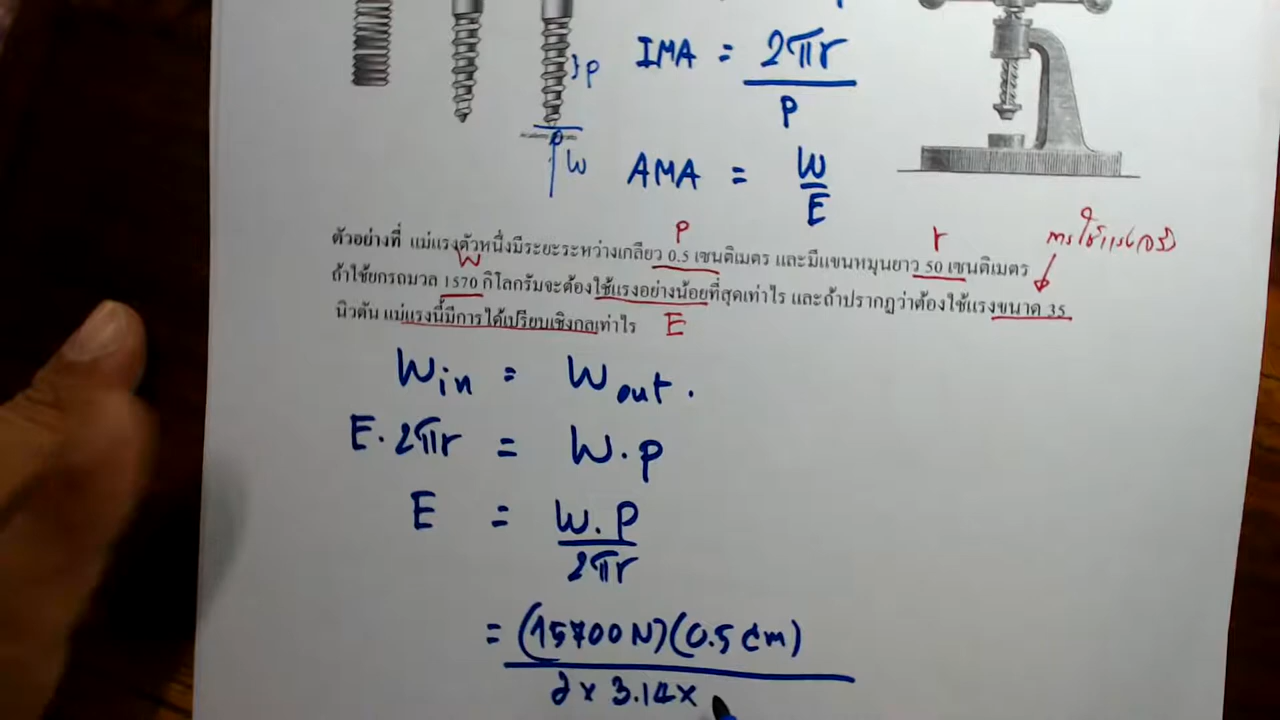 IMA = 2πr
P
}p
W
AMA = W
E
P
r
การใช้แรงจริง
ตัวอย่างที่ แม่แรงตัวหนึ่งมีระยะระหว่างเกลียว 0.5 เซนติเมตร และมีแขนหมุนยาว 50 เซนติเมตร
W
ถ้าใช้ยกรถมวล 1570 กิโลกรัมจะต้องใช้แรงอย่างน้อยที่สุดเท่าไร และถ้าปรากฏว่าต้องใช้แรงขนาด 35
นิวตัน แม่แรงนี้มีการได้เปรียบเชิงกลเท่าไร
E
Win = Wout.
E. 2πr = W.p
E = W.P
2πr
= (15700N)(0.5 cm)
2 x 3.14x